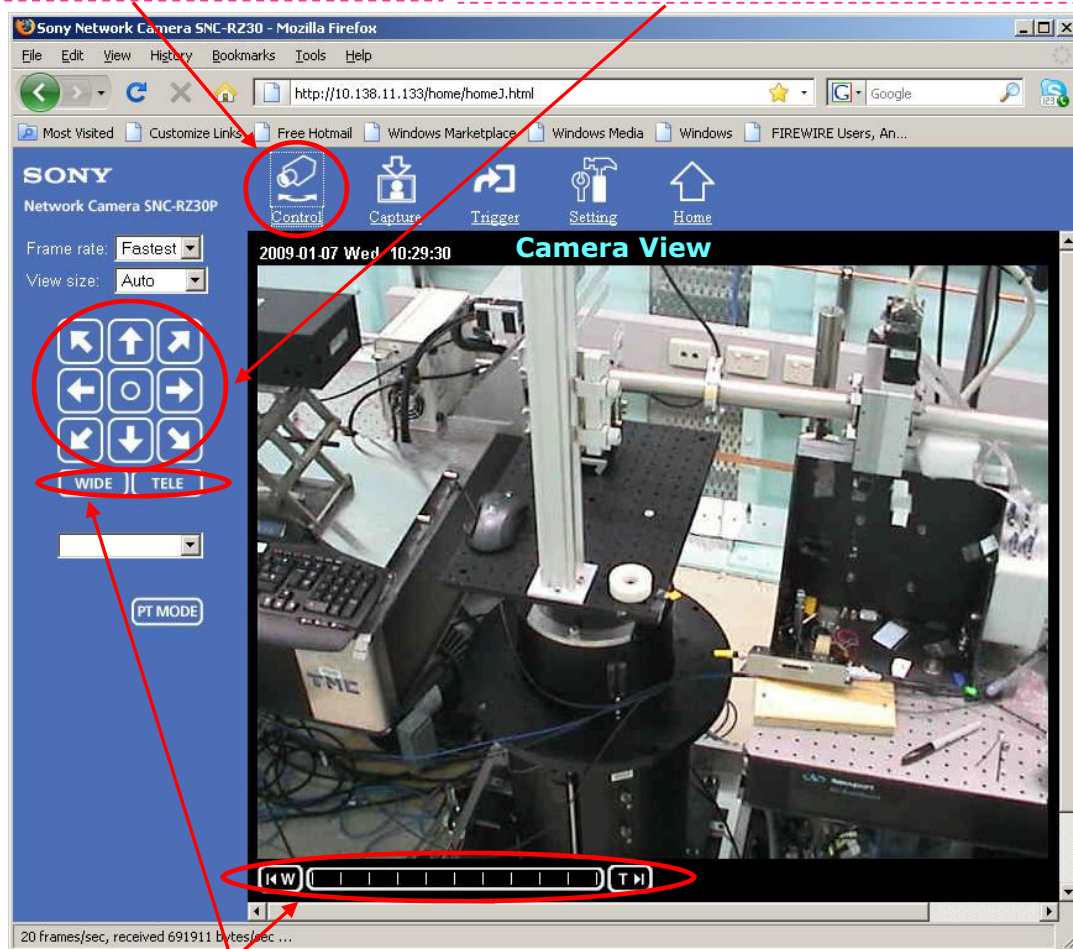 Sony Network Camera SNC-RZ30 - Mozilla Firefox
File Edit View History Bookmarks Tools Help
http://10.138.11.133/home/homeJ.html
G Google
Most Visited Customize Links Free Hotmail Windows Marketplace Windows Media Windows FIREWIRE Users, An...
SONY
Network Camera SNC-RZ30P
Control Capture Trigger Setting Home
Frame rate: Fastest
View size: Auto
2009-01-07 Wed 10:29:30
Camera View
WIDE TELE
PT MODE
TMC
Newport
W T
20 frames/sec, received 691911 bytes/sec ...